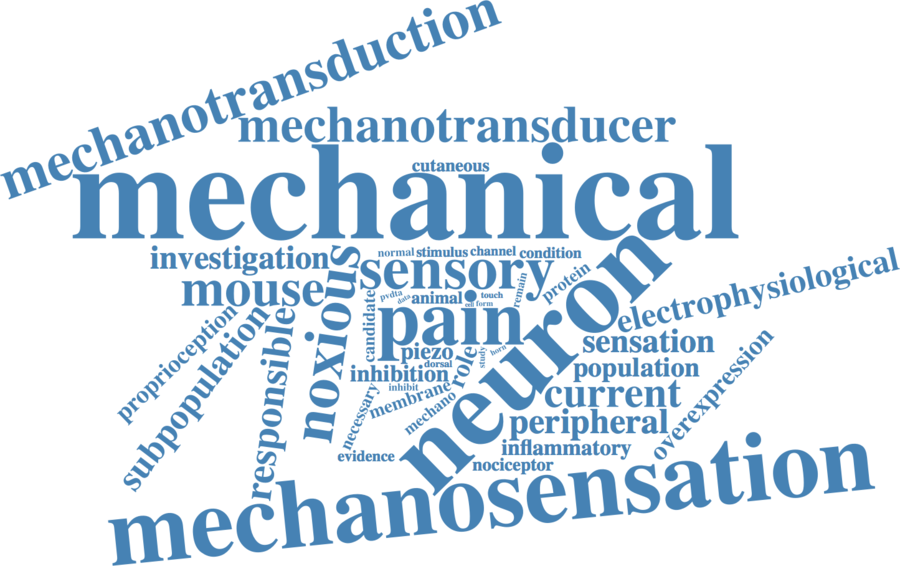 mechanotransduction
mechanotransducer
cutaneous
mechanical
investigation
normal
stimulus
channel
condition
noxious
sensory
neuron
mouse
protein
electrophysiological
remain
pvdta
data
animal
touch
cell
form
candidate
pain
proprioception
subpopulation
responsible
sensation
piezo
role
study
horn
dorsal
inhibition
population
inhibit
current
overexpression
necessary
membrane
mechano
peripheral
evidence
inflammatory
nociceptor
mechanosensation